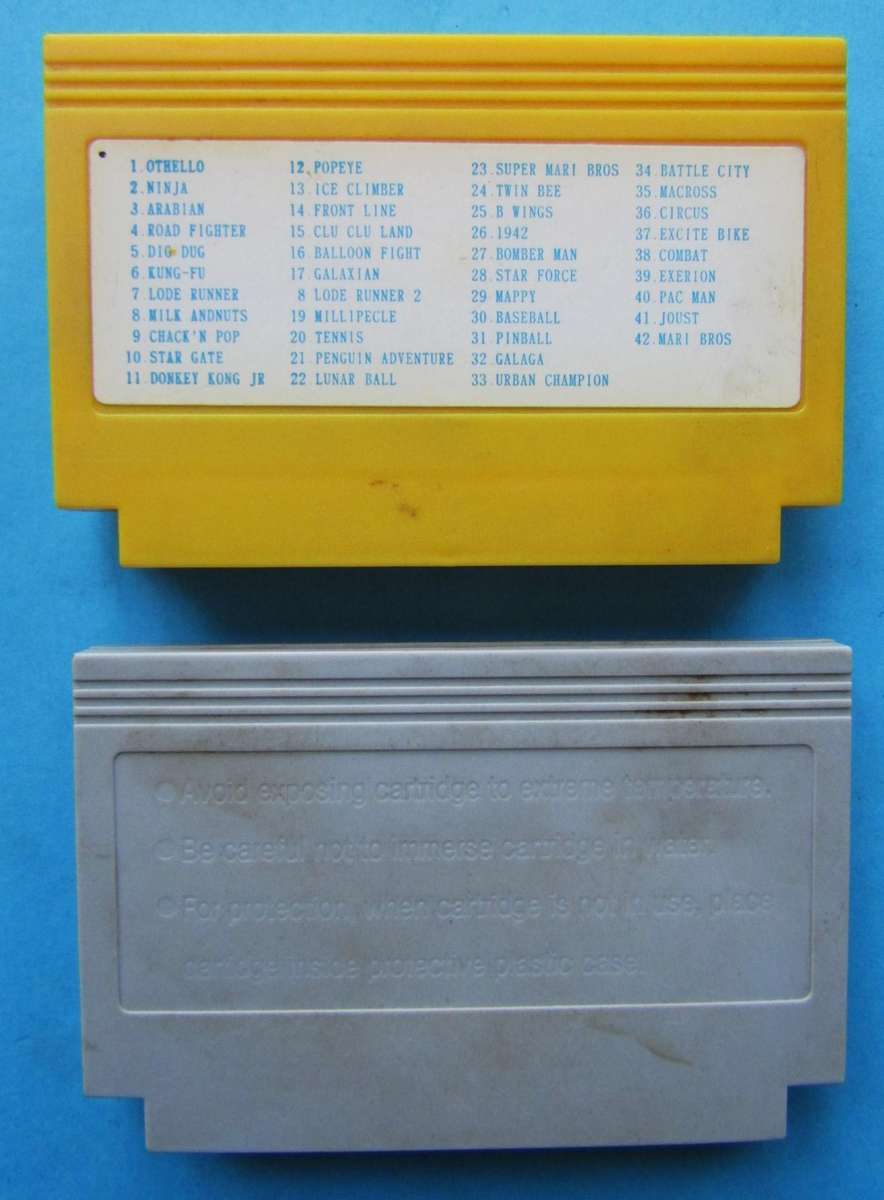 1.OTHELLO
2.NINJA
3.ARABIAN
4.ROAD FIGHTER
5.DIG DUG
6.KUNG-FU
7 LODE RUNNER
8 MILK ANDNUTS
9 CHACK'N POP
10 STAR GATE
11 DONKEY KONG JR
12.POPEYE
13 ICE CLIMBER
14 FRONT LINE
15 CLU CLU LAND
16 BALLOON FIGHT
17 GALAXIAN
8 LODE RUNNER 2
19 MILLIPECLE
20 TENNIS
21 PENGUIN ADVENTURE
22 LUNAR BALL
23.SUPER MARI BROS
24.TWIN BEE
25.B WINGS
26.1942
27.BOMBER MAN
28.STAR FORCE
29.MAPPY
30.BASEBALL
31.PINBALL
32.GALAGA
33.URBAN CHAMPION
34.BATTLE CITY
35.MACROSS
36.CIRCUS
37.EXCITE BIKE
38.COMBAT
39.EXERION
40.PAC MAN
41.JOUST
42.MARI BROS
Avoid exposing cartridge to extreme temperature.
Be careful not to immerse cartridge in water.
For protection, when cartridge is not in use, place
cartridge inside protective plastic case.